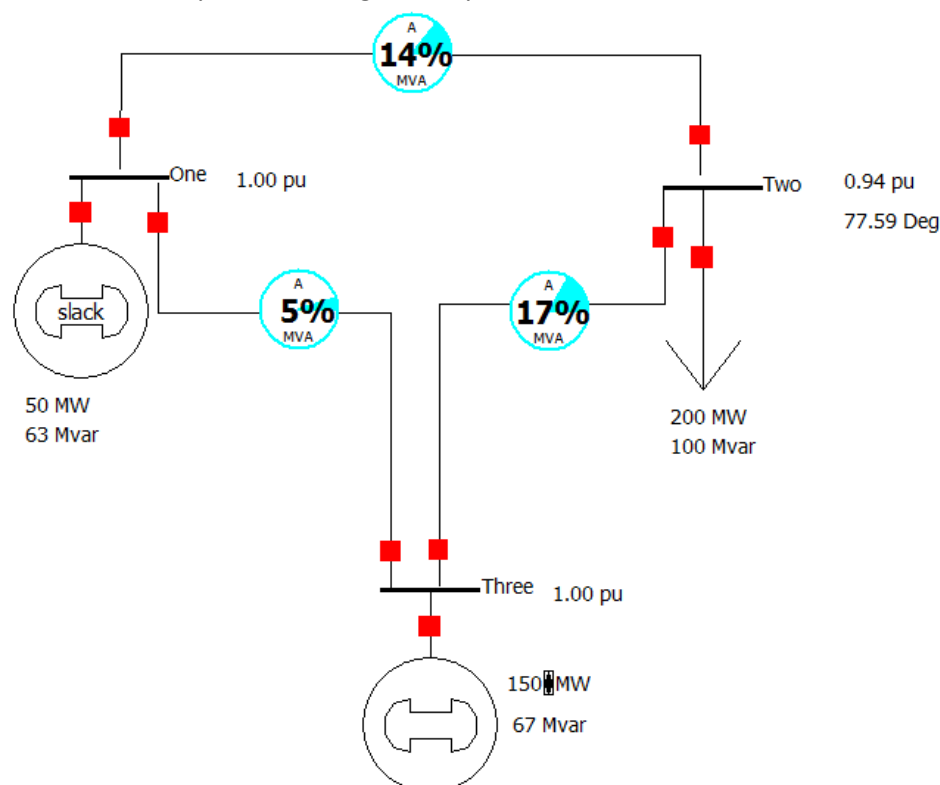 A
14%
MVA
One
1.00 pu
Two
0.94 pu
77.59 Deg
slack
A
5%
MVA
A
17%
MVA
50 MW
63 Mvar
200 MW
100 Mvar
Three
1.00 pu
150 MW
67 Mvar